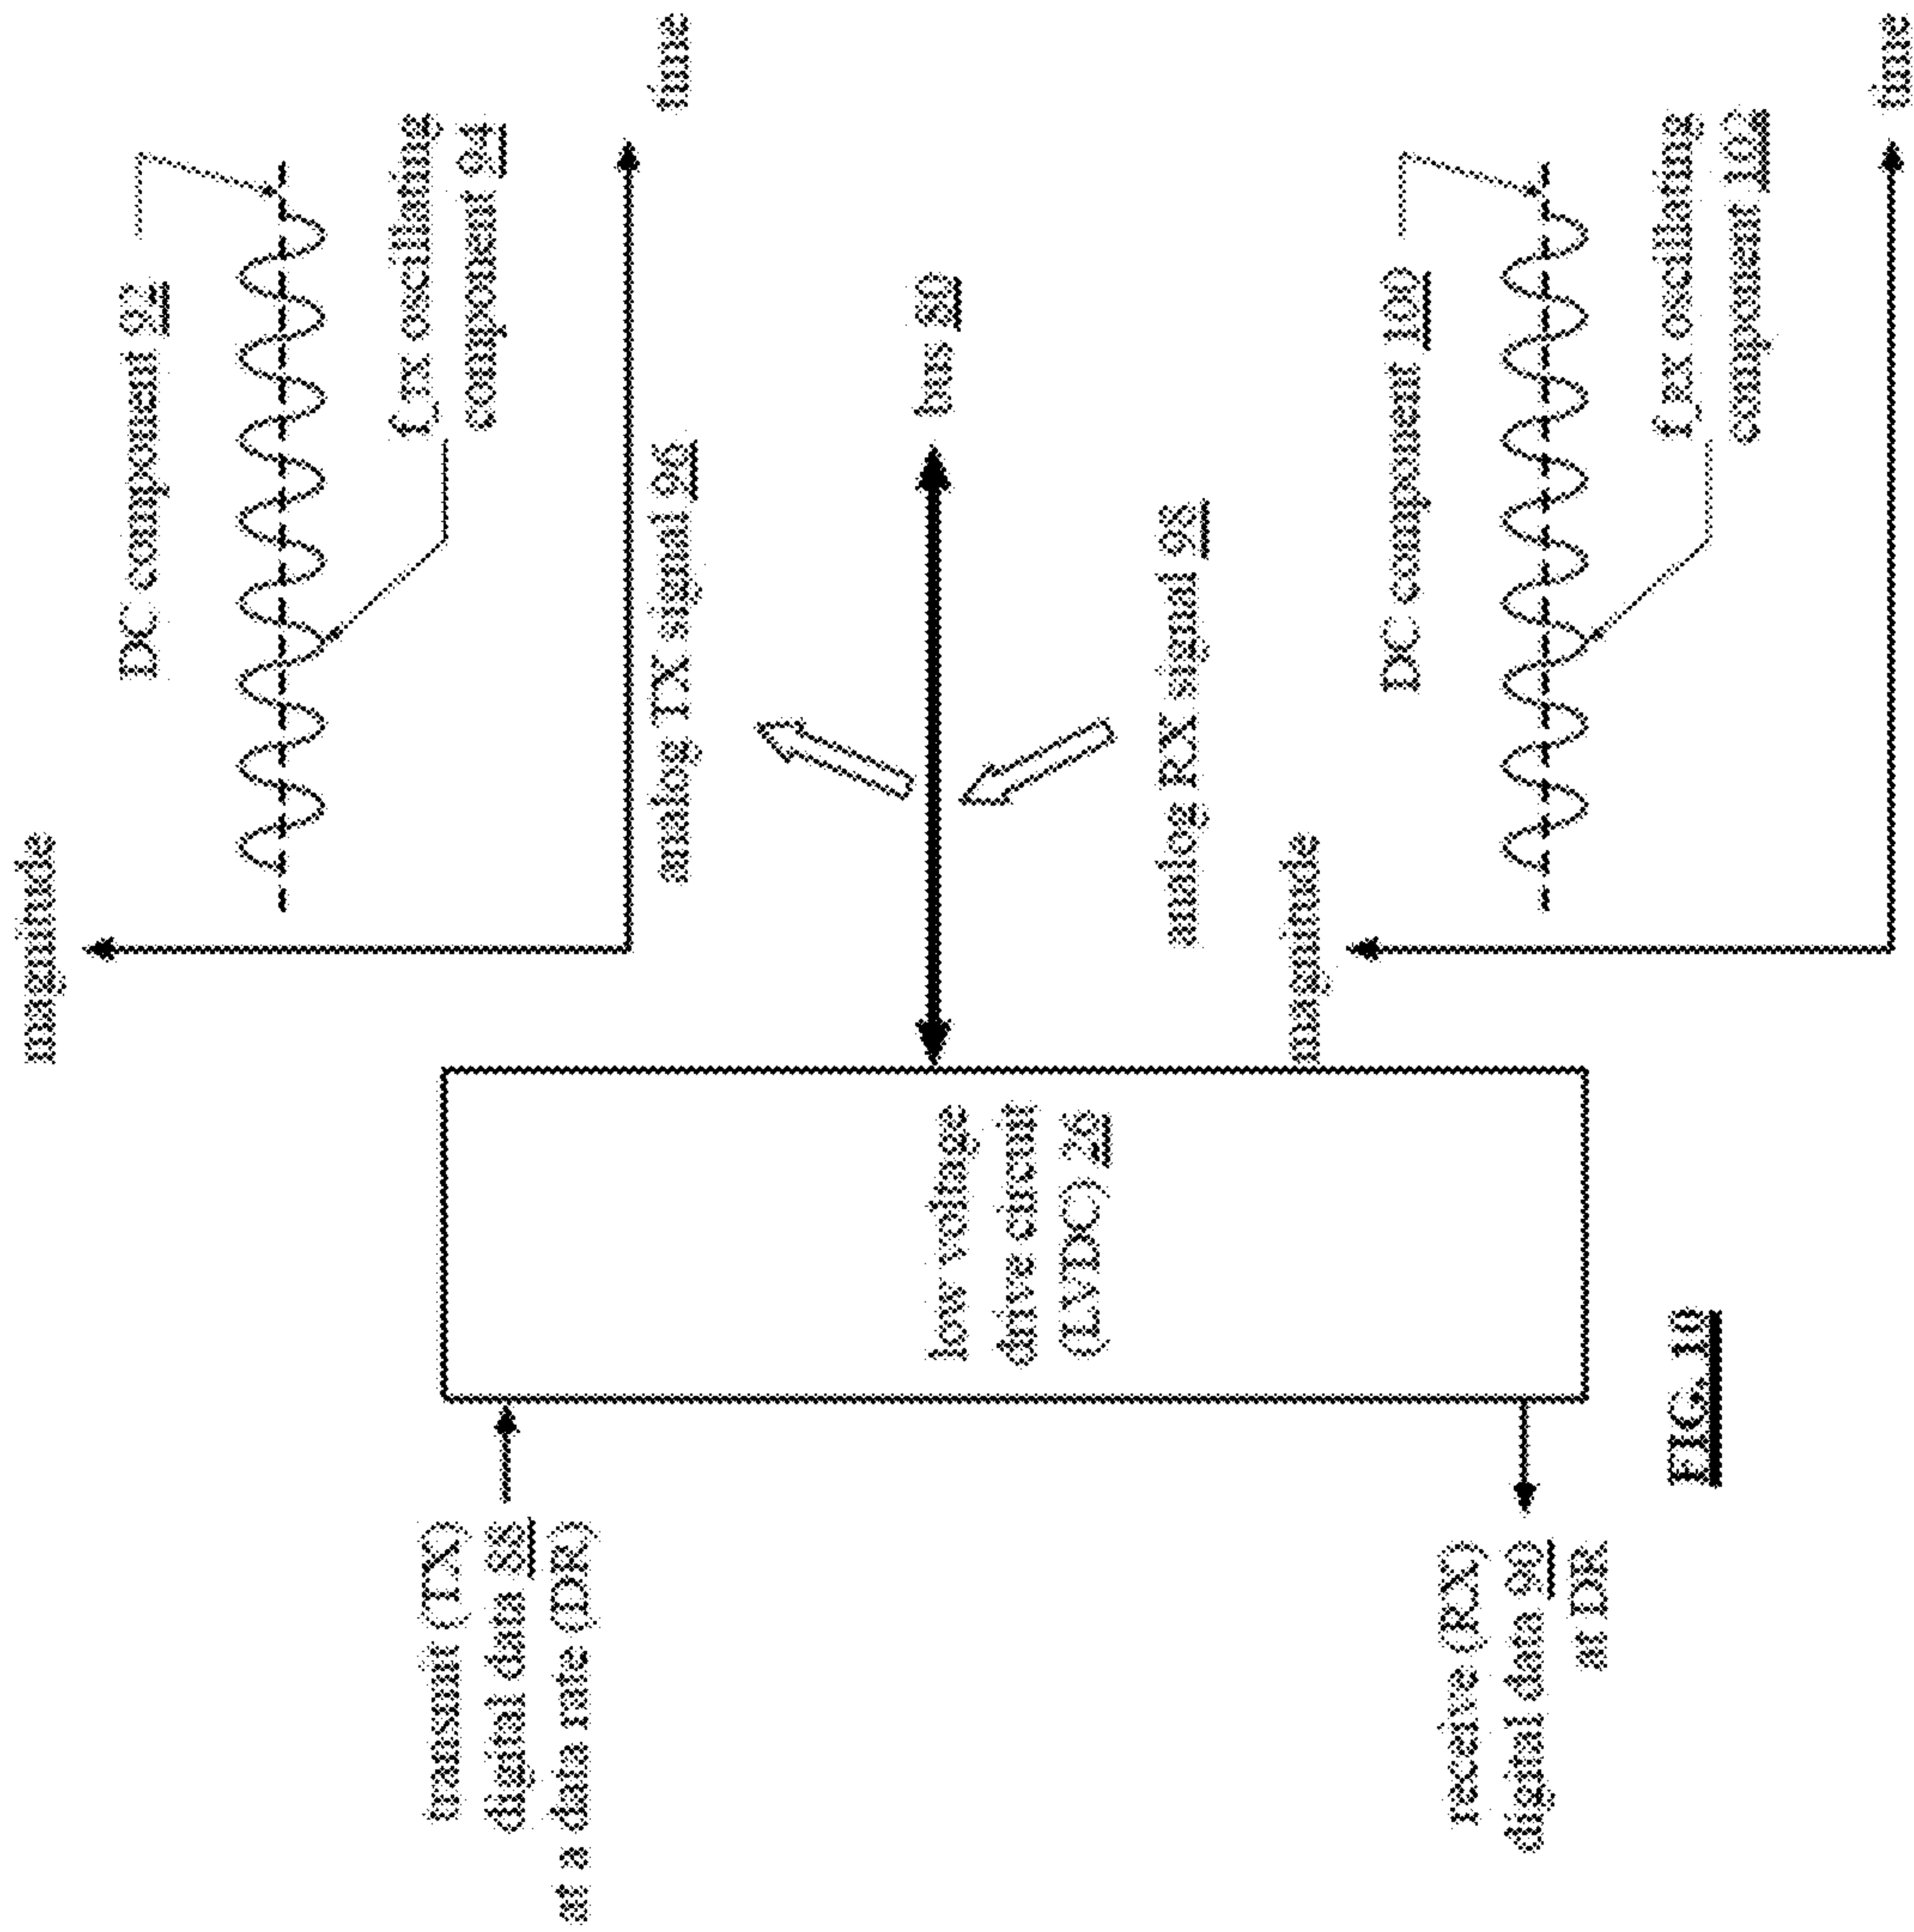 magnitude
DC component 92
f_TX oscillating
component 94
time
transmit (TX)
digital data 88
at a data rate (DR)
analog TX signal 96
low voltage
drive circuit
(LVDC) 26
bus 80
analog RX signal 98
magnitude
DC component 100
f_RX oscillating
component 102
time
receive (RX)
digital data 90
at DR
FIG. 10